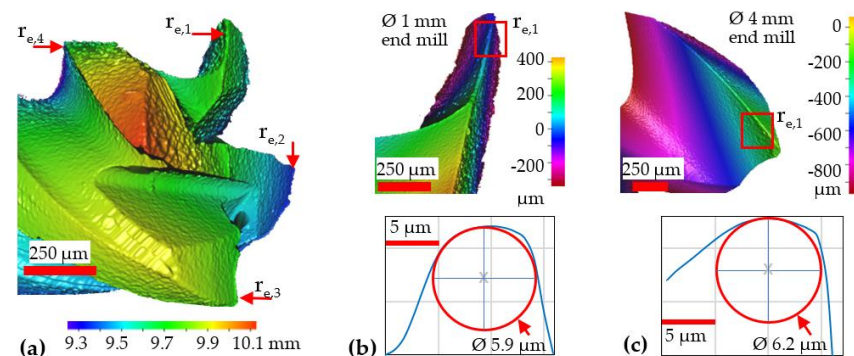 r e,4
r e,1
r e,2
r e,3
250 µm
9.3 9.5 9.7 9.9 10.1 mm
(a)
Ø 1 mm
end mill
r e,1
400
200
0
-200
µm
250 µm
5 µm
X
Ø 5.9 µm
(b)
Ø 4 mm
end mill
r e,1
0
-200
-400
-600
-800
µm
250 µm
X
5 µm
Ø 6.2 µm
(c)